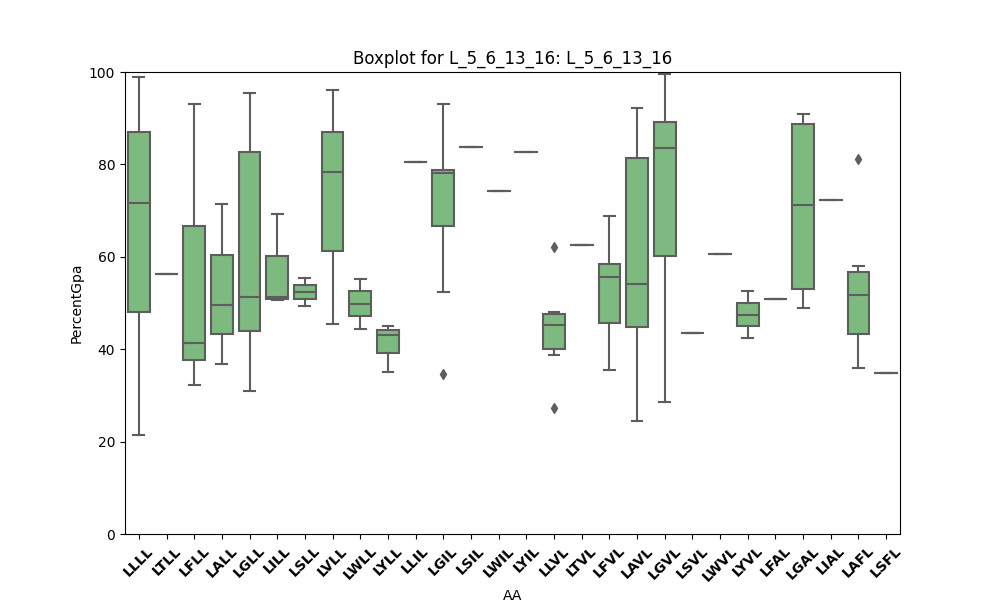 Boxplot for L_5_6_13_16: L_5_6_13_16
100
80
60
40
20
0
PercentGpa
LLLL LTLL LFLL LALL LGLL LILL LSLL LVLL LWLL LYLL LLIL LGIL LSIL LWIL LYIL LLVL LTVL LFVL LAVL LGVL LSVL LWVL LYVL LFAL LGAL LIAL LAFL LSFL
AA